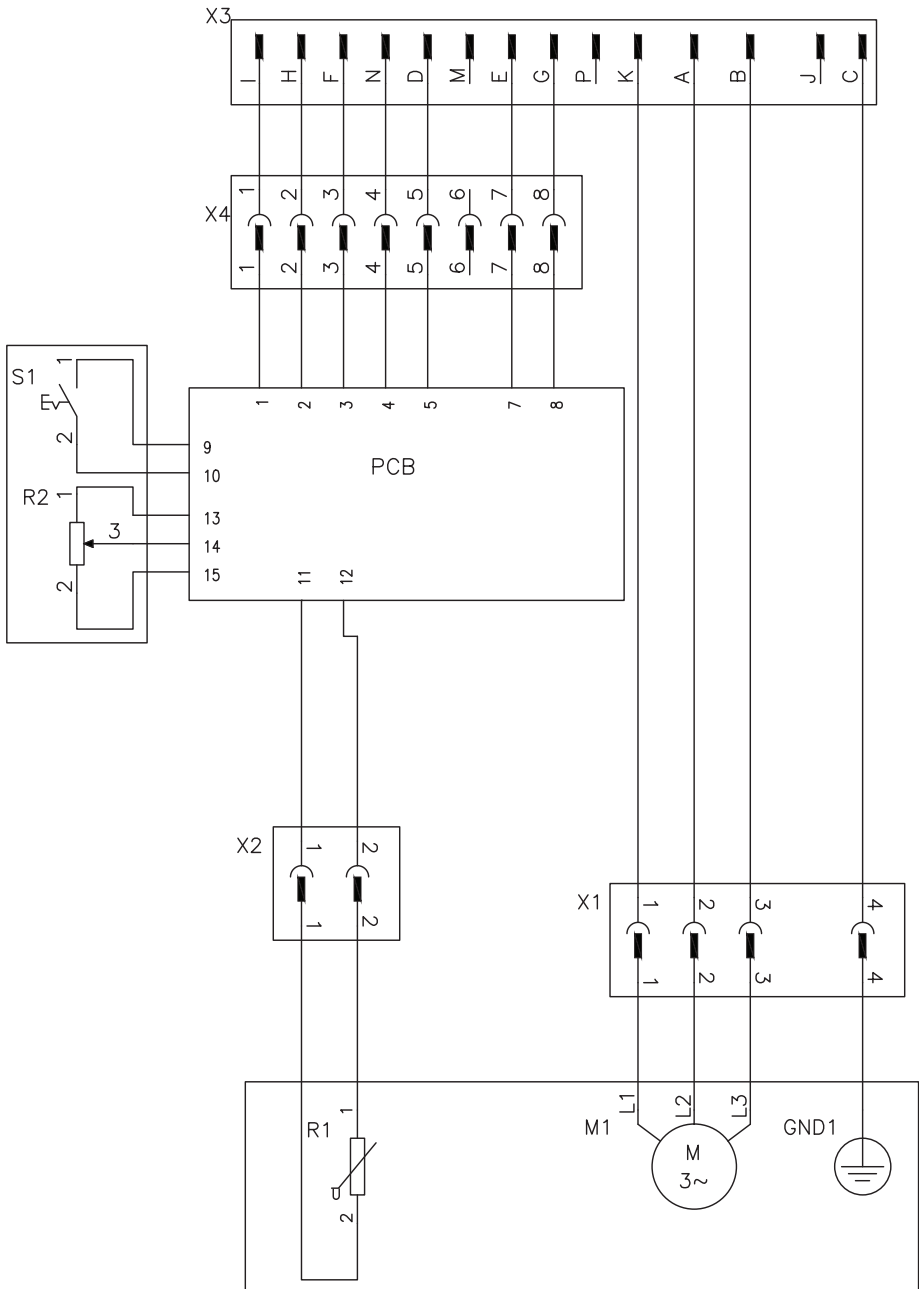 X3
I H F N D M E G P K A B J C
1 2 3 4 5 6 7 8
X4
1 2 3 4 5 6 7 8
S1
1
2
1 2 3 4 5 7 8
9
10
PCB
R2
1
3
2
13
14
15
11 12
X2
1 2
1 2
X1
1 2 3 4
1 2 3 4
R1
1
2
M1
L1 L2 L3
M
3~
GND1